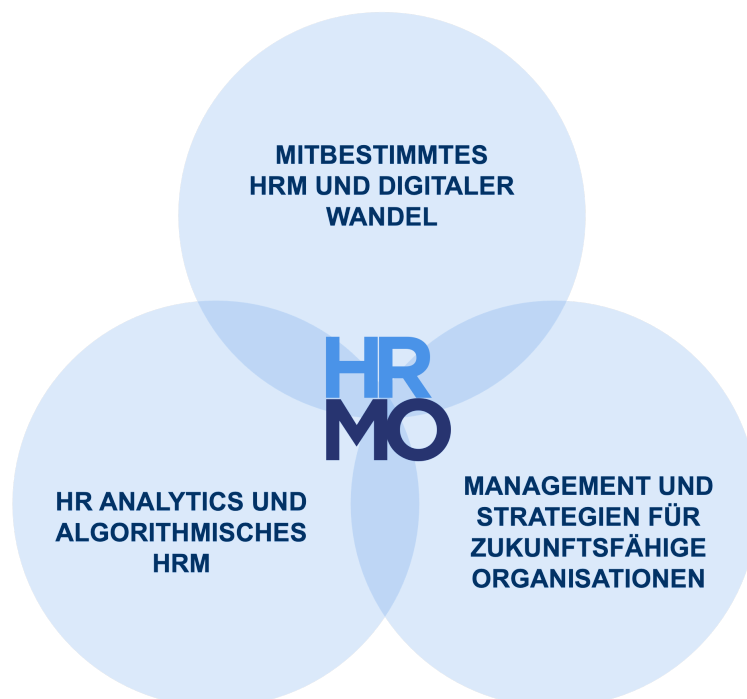 MITBESTIMMTES
HRM UND DIGITALER
WANDEL
HR
MO
HR ANALYTICS UND
ALGORITHMISCHES
HRM
MANAGEMENT UND
STRATEGIEN FÜR
ZUKUNFTSFÄHIGE
ORGANISATIONEN